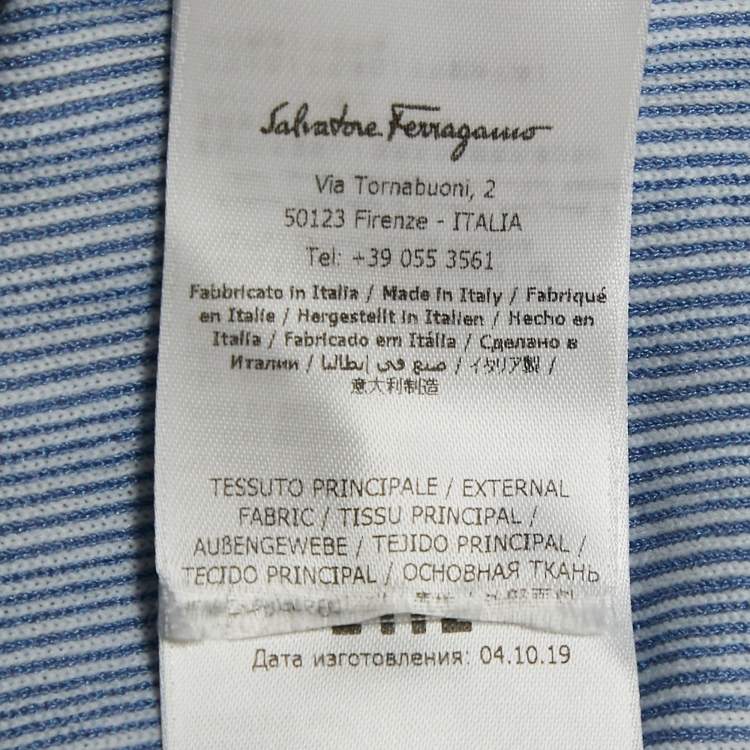 Salvatore Ferragamo
Via Tornabuoni, 2
50123 Firenze - ITALIA
Tel: +39 055 3561
Fabbricato in Italia / Made in Italy / Fabriqué
en Italie / Hergestellt in Italien / Hecho en
Italia / Fabricado em Itália / Сделано в
Италии / صنع في إيطاليا / イタリア製 /
意大利制造
TESSUTO PRINCIPALE / EXTERNAL
FABRIC / TISSU PRINCIPAL /
AUßENGEWEBE / TEJIDO PRINCIPAL /
TECIDO PRINCIPAL / ОСНОВНАЯ ТКАНЬ
Дата изготовления: 04.10.19